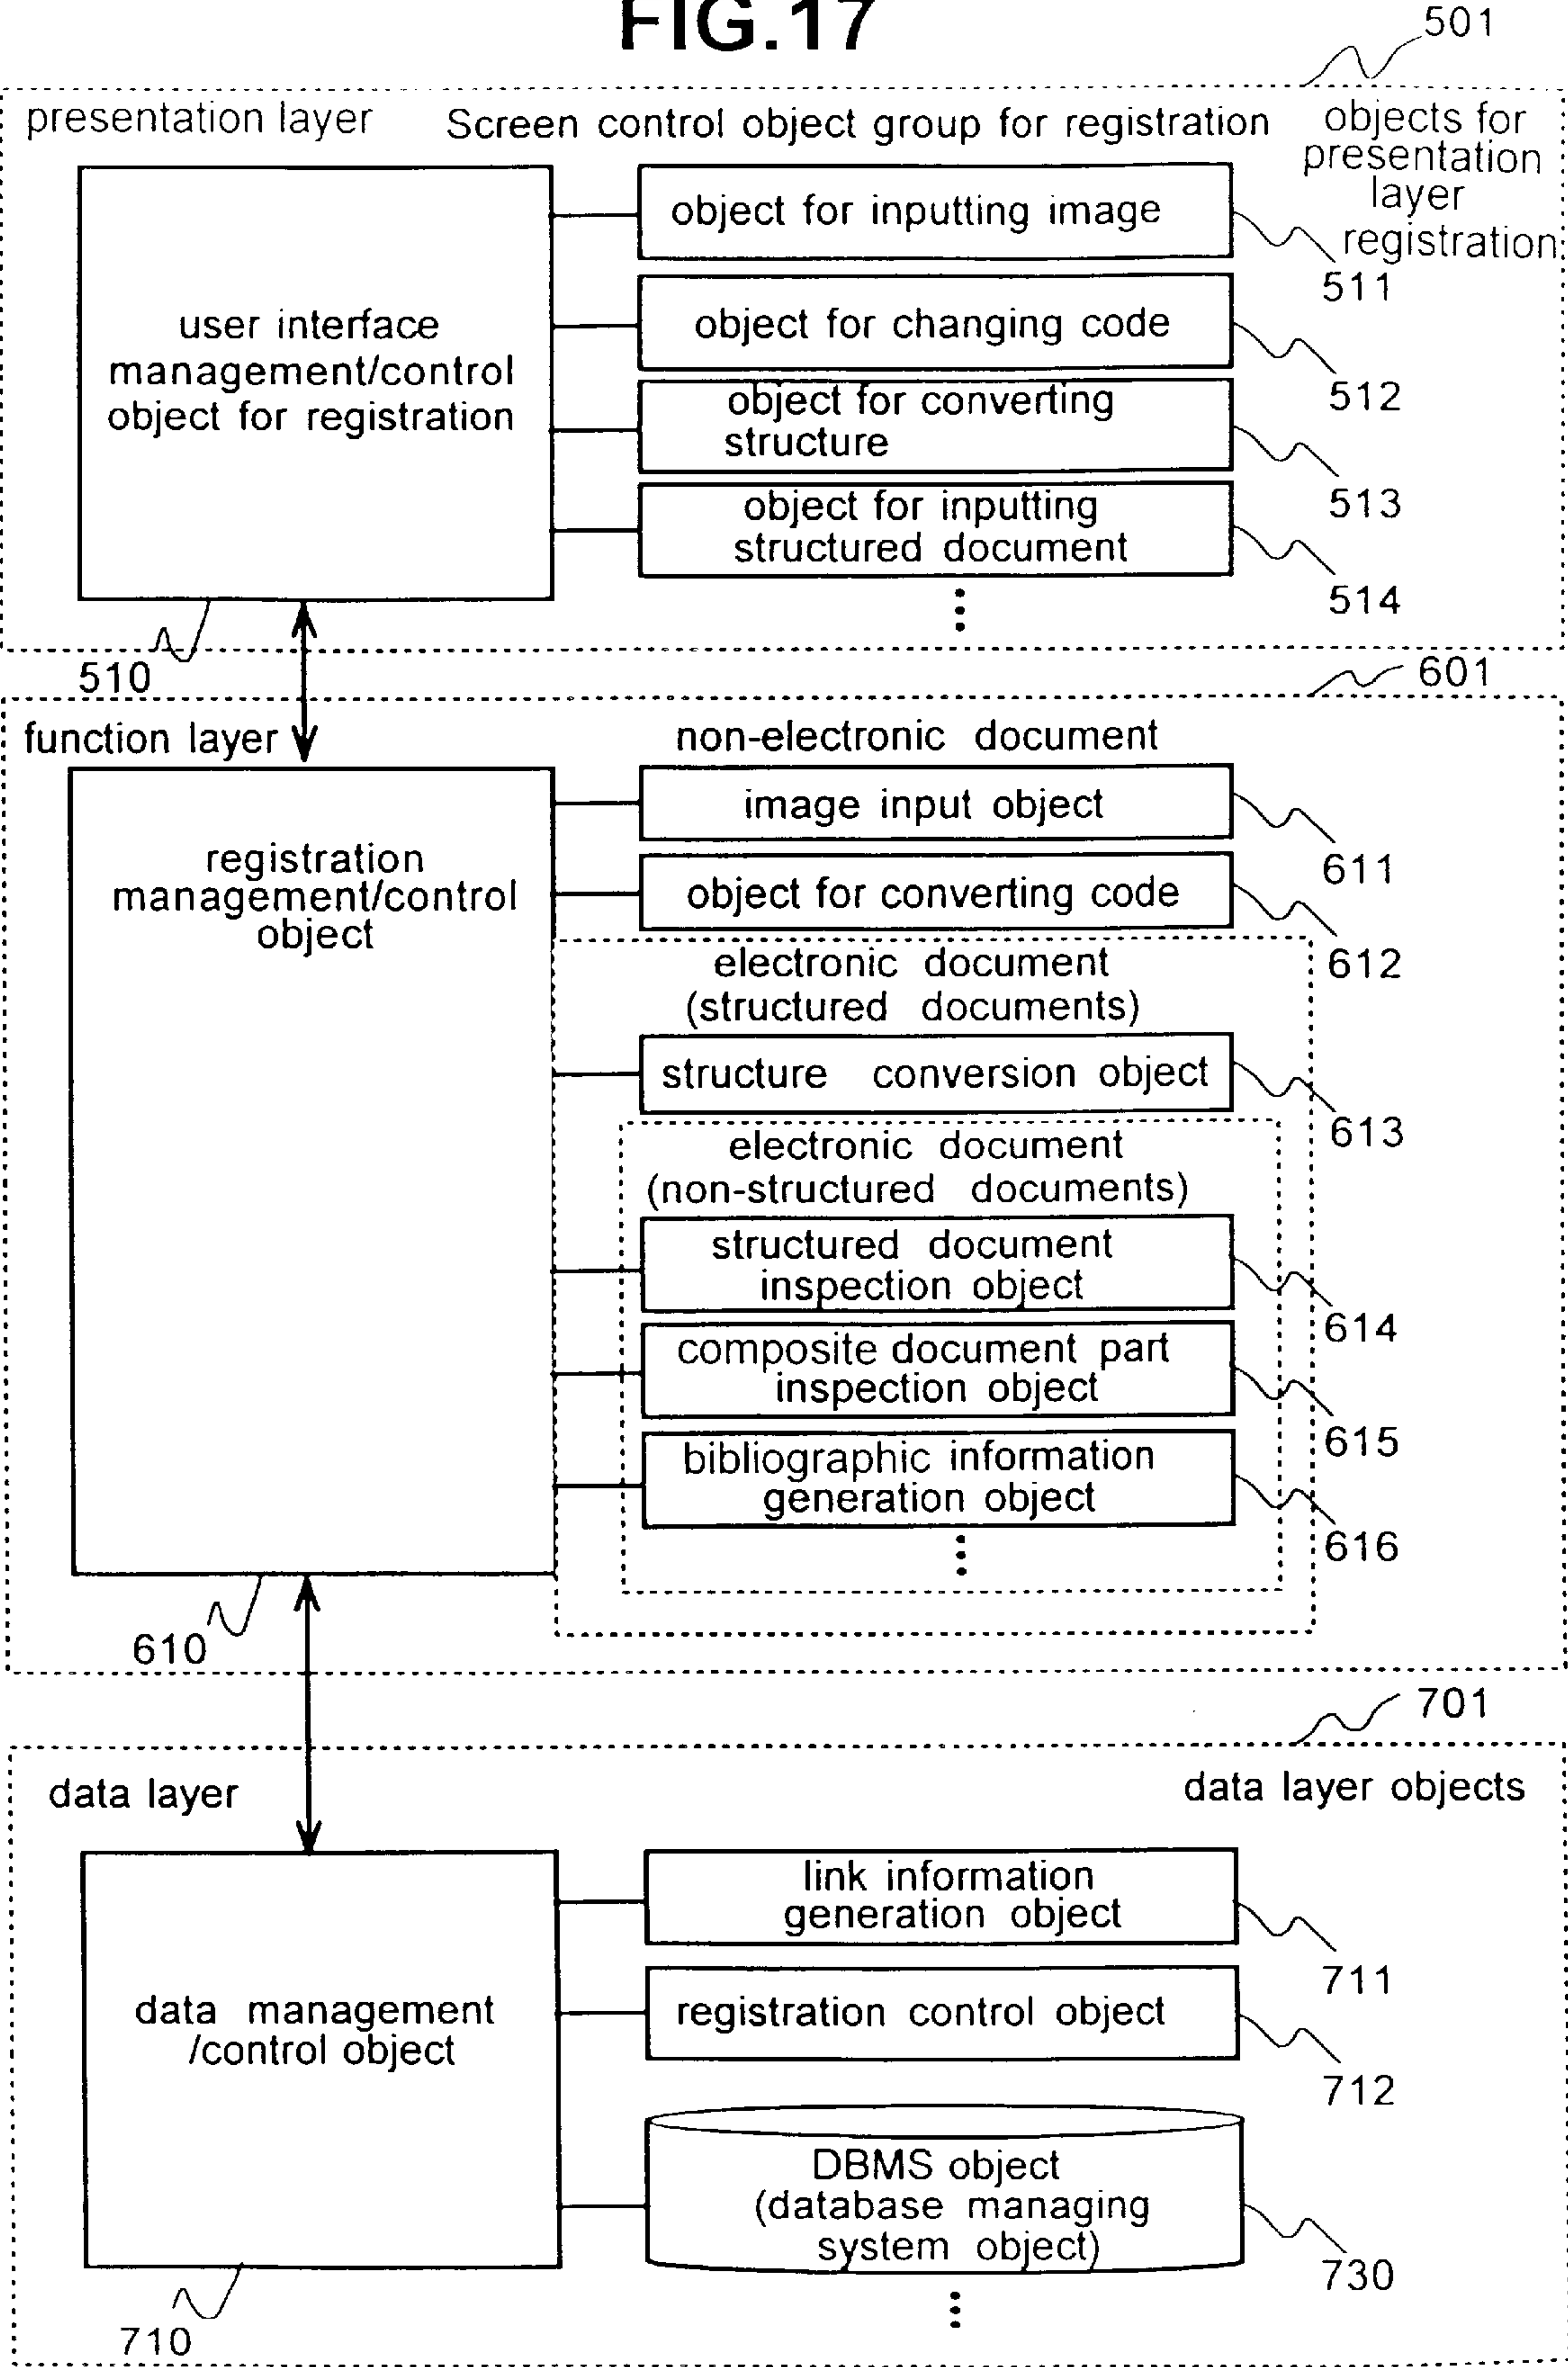 FIG.17
501
presentation layer
Screen control object group for registration
objects for
presentation
layer
registration
object for inputting image
511
user interface
management/control
object for registration
object for changing code
512
object for converting
structure
513
object for inputting
structured document
514
510
601
function layer
non-electronic document
image input object
611
registration
management/control
object
object for converting code
612
electronic document
(structured documents)
structure conversion object
613
electronic document
(non-structured documents)
structured document
inspection object
614
composite document part
inspection object
615
bibliographic information
generation object
616
610
701
data layer
data layer objects
link information
generation object
711
data management
/control object
registration control object
712
DBMS object
(database managing
system object)
730
710